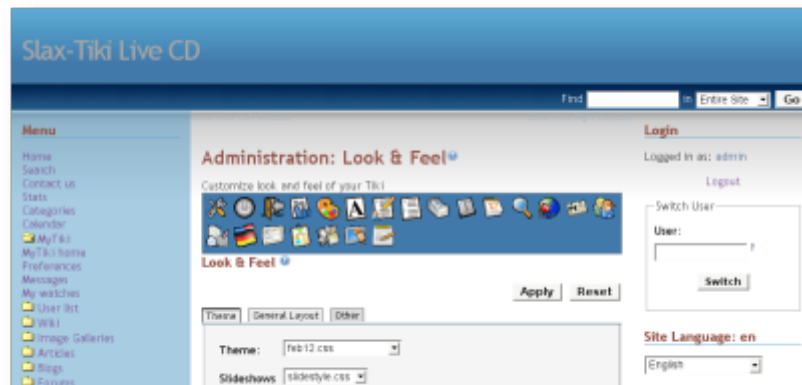 Slax-Tiki Live CD
Find in Entire Site Go
Menu
Home
Search
Contact us
Stats
Categories
Calendar
MyTiki
MyTiki home
Preferences
Messages
My watches
User list
Wiki
Image Galleries
Articles
Blogs
Forums
Administration: Look & Feel
Customize look and feel of your Tiki
Look & Feel
Apply Reset
Theme General Layout Other
Theme: feb12.css
Slideshows slidestyle.css
Login
Logged in as: admin
Logout
Switch User
User:
?
Switch
Site Language: en
English